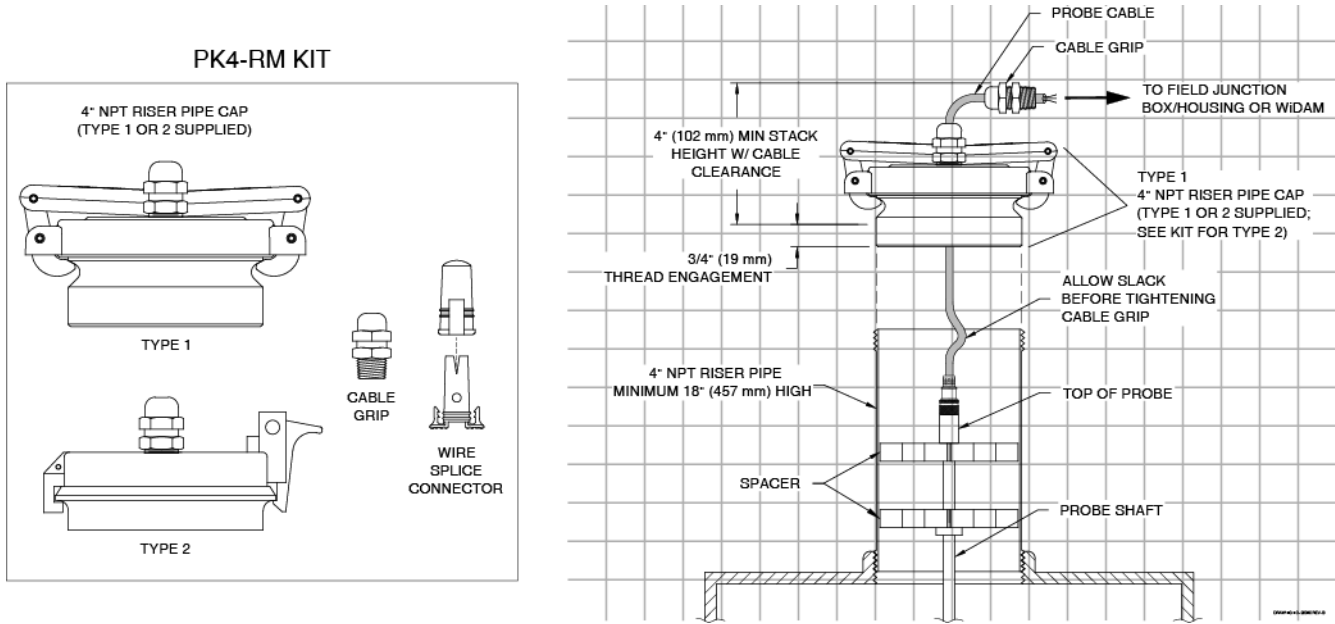 PK4-RM KIT
4" NPT RISER PIPE CAP
(TYPE 1 OR 2 SUPPLIED)
TYPE 1
CABLE
GRIP
WIRE
SPLICE
CONNECTOR
TYPE 2
PROBE CABLE
CABLE GRIP
TO FIELD JUNCTION
BOX/HOUSING OR WiDAM
4" (102 mm) MIN STACK
HEIGHT W/ CABLE
CLEARANCE
TYPE 1
4" NPT RISER PIPE CAP
(TYPE 1 OR 2 SUPPLIED;
SEE KIT FOR TYPE 2)
3/4" (19 mm)
THREAD ENGAGEMENT
ALLOW SLACK
BEFORE TIGHTENING
CABLE GRIP
4" NPT RISER PIPE
MINIMUM 18" (457 mm) HIGH
TOP OF PROBE
SPACER
PROBE SHAFT